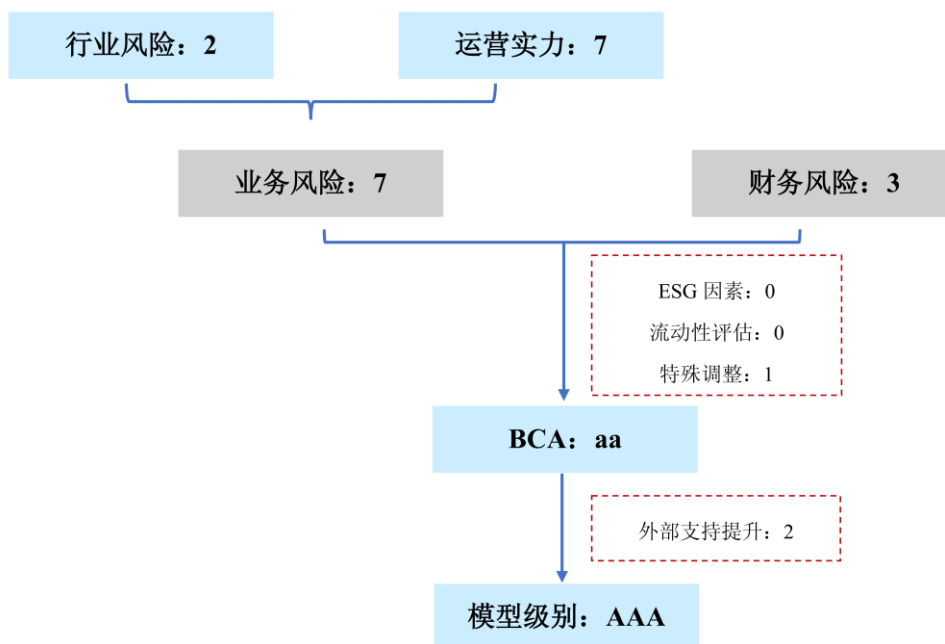 行业风险：2
运营实力：7
业务风险：7
财务风险：3
ESG 因素：0
流动性评估：0
特殊调整：1
BCA：aa
外部支持提升：2
模型级别：AAA